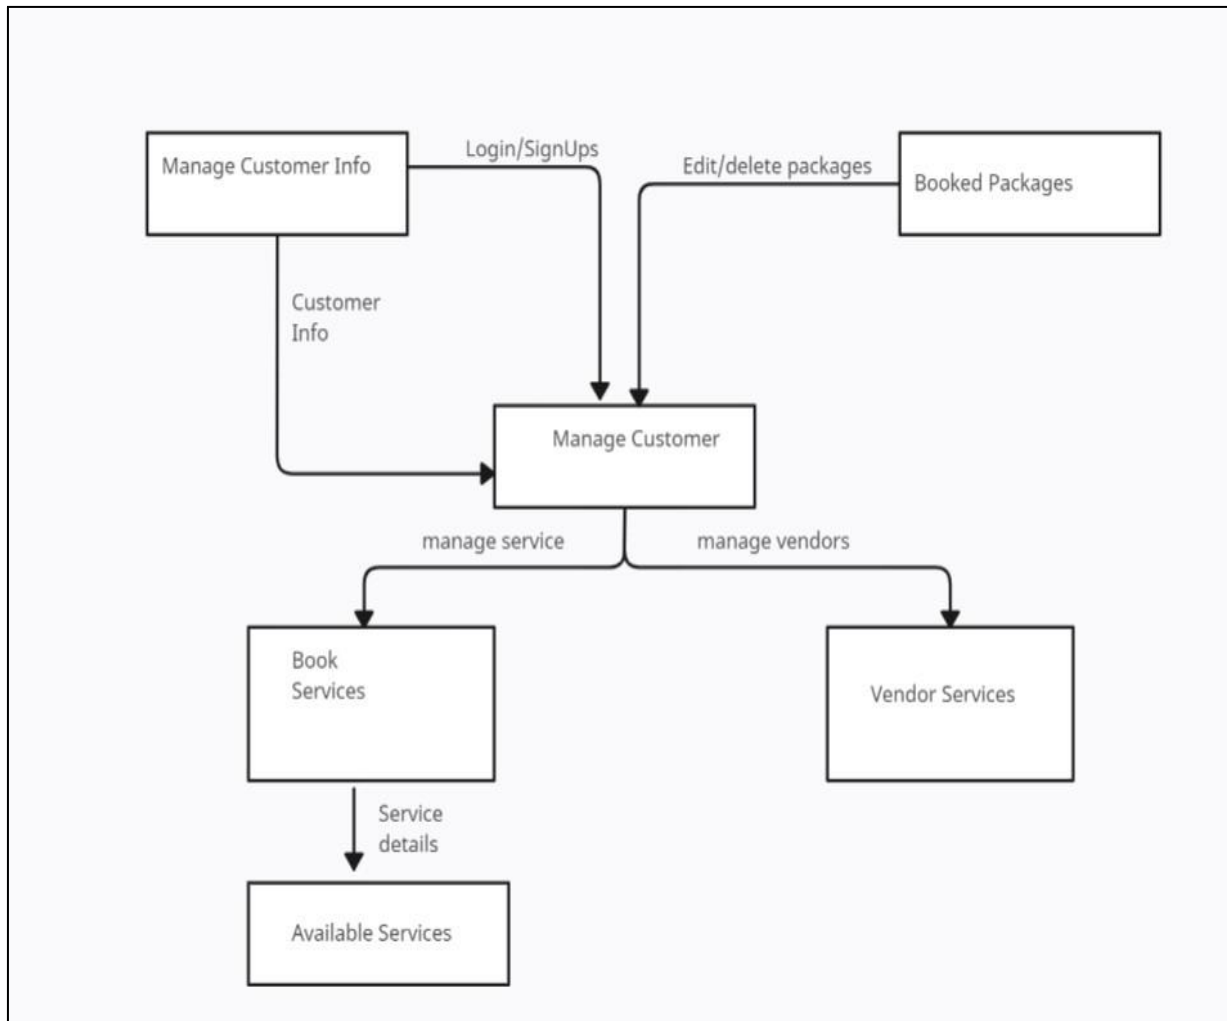 Login/SignUps
Manage Customer Info
Edit/delete packages
Booked Packages
Customer
Info
Manage Customer
manage service
manage vendors
Book
Services
Vendor Services
Service
details
Available Services